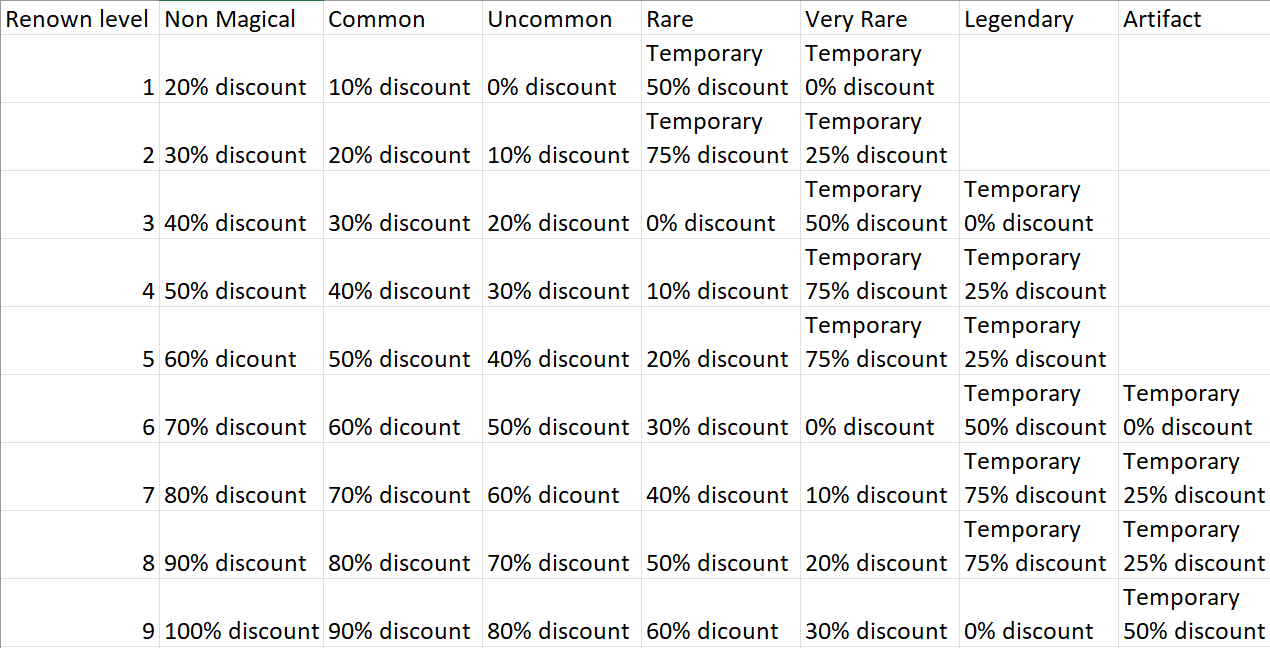 Renown level Non Magical Common Uncommon Rare Very Rare Legendary Artifact
Temporary Temporary
1 20% discount 10% discount 0% discount 50% discount 0% discount
Temporary Temporary
2 30% discount 20% discount 10% discount 75% discount 25% discount
Temporary Temporary
3 40% discount 30% discount 20% discount 0% discount 50% discount 0% discount
Temporary Temporary
4 50% discount 40% discount 30% discount 10% discount 75% discount 25% discount
Temporary Temporary
5 60% dicount 50% discount 40% discount 20% discount 75% discount 25% discount
Temporary Temporary
6 70% discount 60% dicount 50% discount 30% discount 0% discount 50% discount 0% discount
Temporary Temporary
7 80% discount 70% discount 60% dicount 40% discount 10% discount 75% discount 25% discount
Temporary Temporary
8 90% discount 80% discount 70% discount 50% discount 20% discount 75% discount 25% discount
Temporary
9 100% discount 90% discount 80% discount 60% dicount 30% discount 0% discount 50% discount